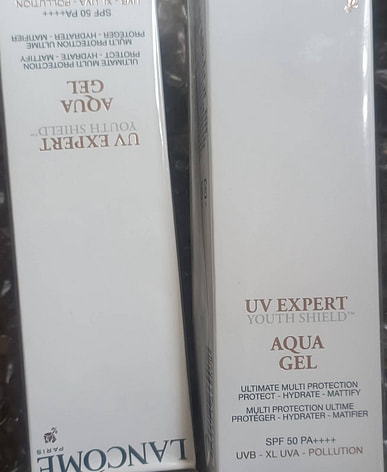 UV EXPERT
YOUTH SHIELD™
AQUA
GEL
ULTIMATE MULTI PROTECTION
PROTECT - HYDRATE - MATTIFY
MULTI PROTECTION ULTIME
PROTÉGER - HYDRATER - MATIFIER
SPF 50 PA++++
UVB - XL UVA - POLLUTION
LANCOME
PARIS
UV EXPERT
YOUTH SHIELD™
AQUA
GEL
ULTIMATE MULTI PROTECTION
PROTECT - HYDRATE - MATTIFY
MULTI PROTECTION ULTIME
PROTÉGER - HYDRATER - MATIFIER
SPF 50 PA++++
UVB - XL UVA - POLLUTION